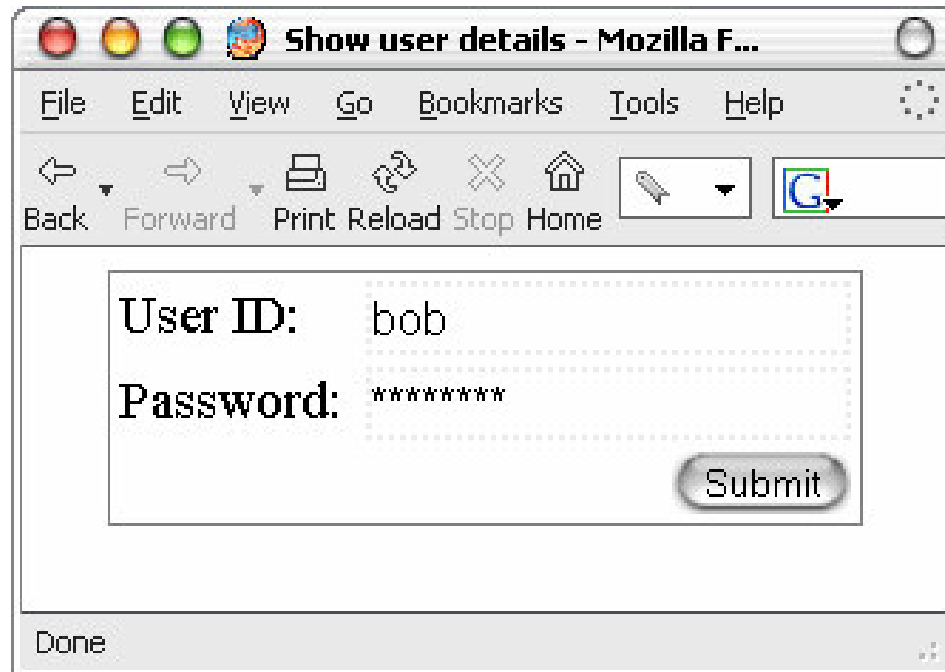 Show user details - Mozilla F...
File Edit View Go Bookmarks Tools Help
Back Forward Print Reload Stop Home G
User ID: bob
Password: ********
Submit
Done